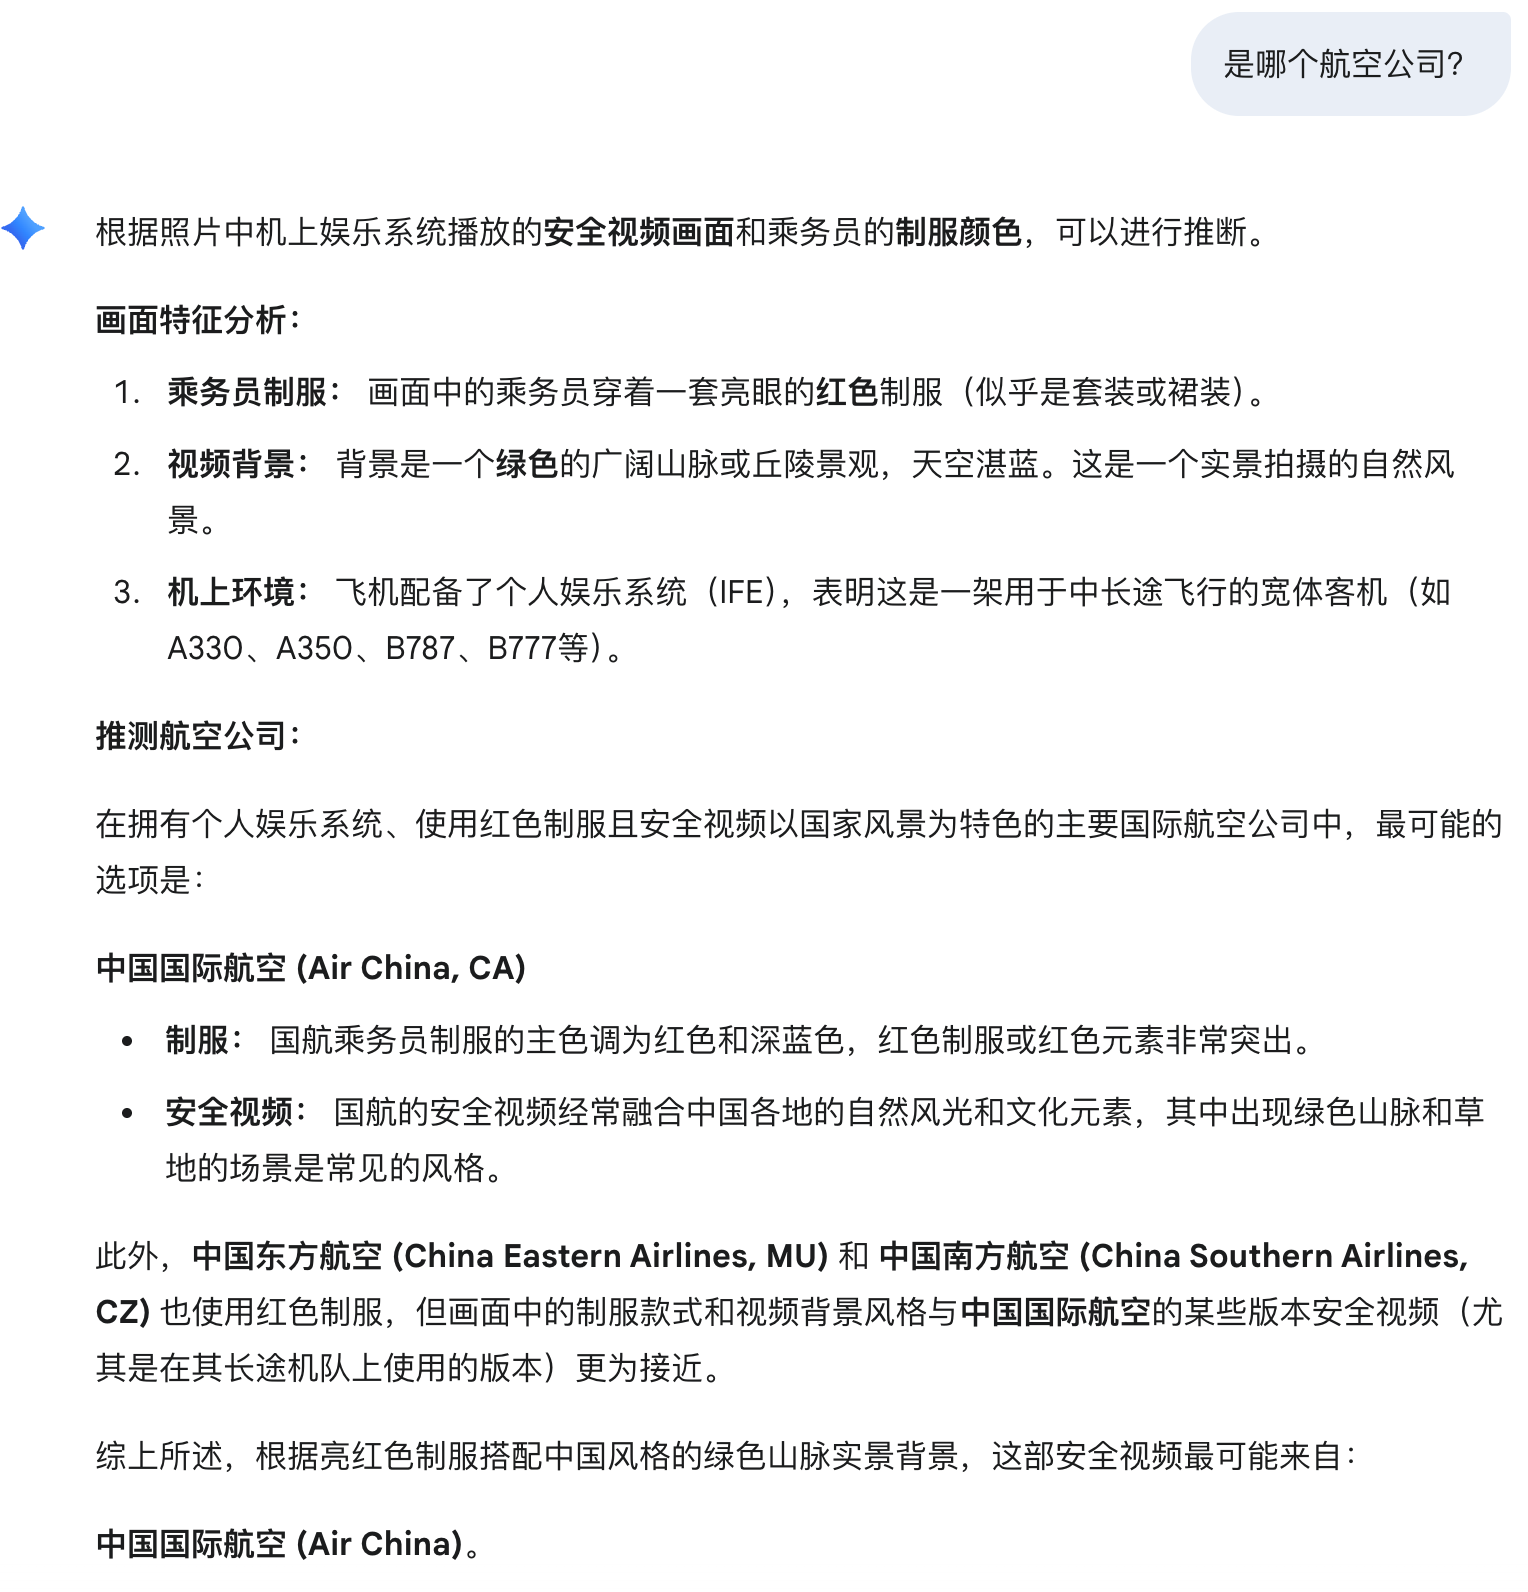 是哪个航空公司?
根据照片中机上娱乐系统播放的安全视频画面和乘务员的制服颜色，可以进行推断。
画面特征分析：
1. 乘务员制服： 画面中的乘务员穿着一套亮眼的红色制服（似乎是套装或裙装）。
2. 视频背景： 背景是一个绿色的广阔山脉或丘陵景观，天空湛蓝。这是一个实景拍摄的自然风
景。
3. 机上环境： 飞机配备了个人娱乐系统（IFE），表明这是一架用于中长途飞行的宽体客机（如
A330、A350、B787、B777等）。
推测航空公司：
在拥有个人娱乐系统、使用红色制服且安全视频以国家风景为特色的主要国际航空公司中，最可能的
选项是：
中国国际航空 (Air China, CA)
• 制服： 国航乘务员制服的主色调为红色和深蓝色，红色制服或红色元素非常突出。
• 安全视频： 国航的安全视频经常融合中国各地的自然风光和文化元素，其中出现绿色山脉和草
地的场景是常见的风格。
此外，中国东方航空 (China Eastern Airlines, MU) 和 中国南方航空 (China Southern Airlines,
CZ) 也使用红色制服，但画面中的制服款式和视频背景风格与中国国际航空的某些版本安全视频（尤
其是在其长途机队上使用的版本）更为接近。
综上所述，根据亮红色制服搭配中国风格的绿色山脉实景背景，这部安全视频最可能来自：
中国国际航空 (Air China)。